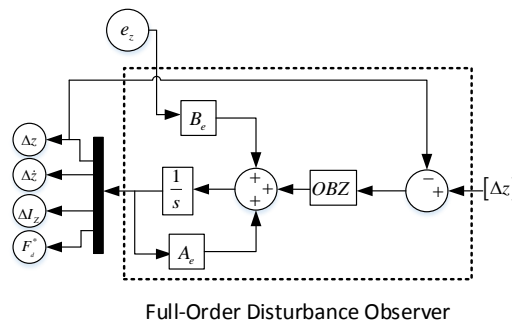 e_z
B_e
Δz
−
Δż
+
+
+
1/s
OBZ
+
[Δz
ΔI_Z
A_e
F_d^*
Full-Order Disturbance Observer